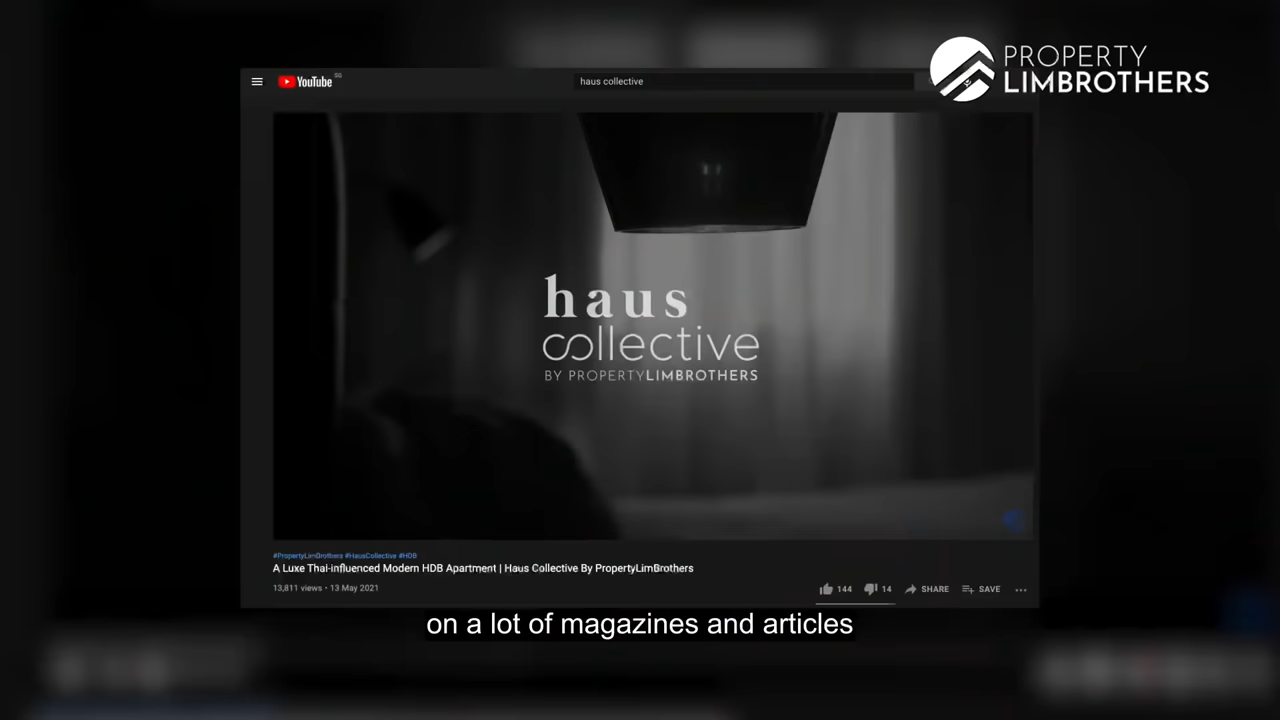 PROPERTY
LIMBROTHERS
YouTube SG
haus collective
haus
collective
BY PROPERTYLIMBROTHERS
#PropertyLimBrothers #HausCollective #HDB
A Luxe Thai-influenced Modern HDB Apartment | Haus Collective By PropertyLimBrothers
13,811 views • 13 May 2021
144 14 SHARE SAVE ...
on a lot of magazines and articles